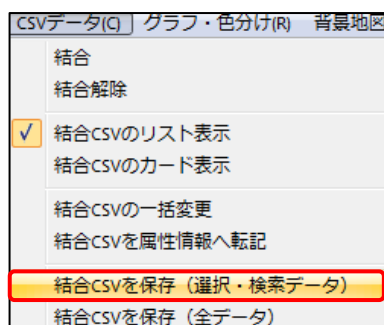 CSVデータ(C) グラフ・色分け(R) 背景地図
結合
結合解除
結合CSVのリスト表示
結合CSVのカード表示
結合CSVの一括変更
結合CSVを属性情報へ転記
結合CSVを保存（選択・検索データ）
結合CSVを保存（全データ）